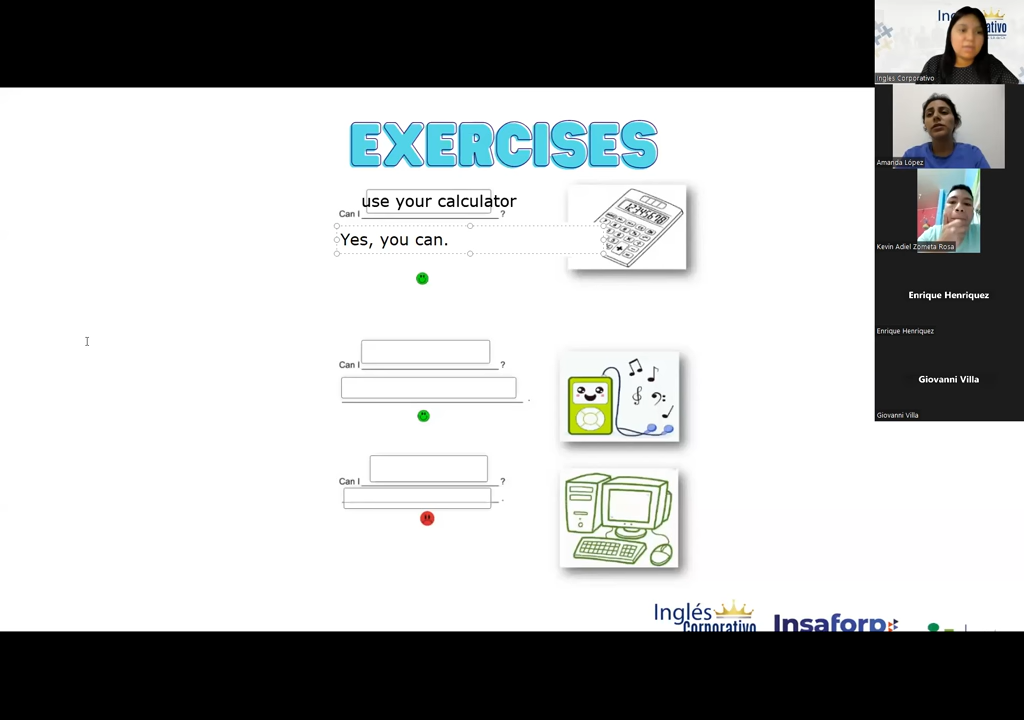 EXERCISES
use your calculator
Can I ?
Yes, you can.
Can I ?
.
Can I ?
.
Inglés
Corporativo
Insaforp
Inglés Corporativo
Amanda López
Kevin Adiel Zometa Rosa
Enrique Henriquez
Enrique Henriquez
Giovanni Villa
Giovanni Villa